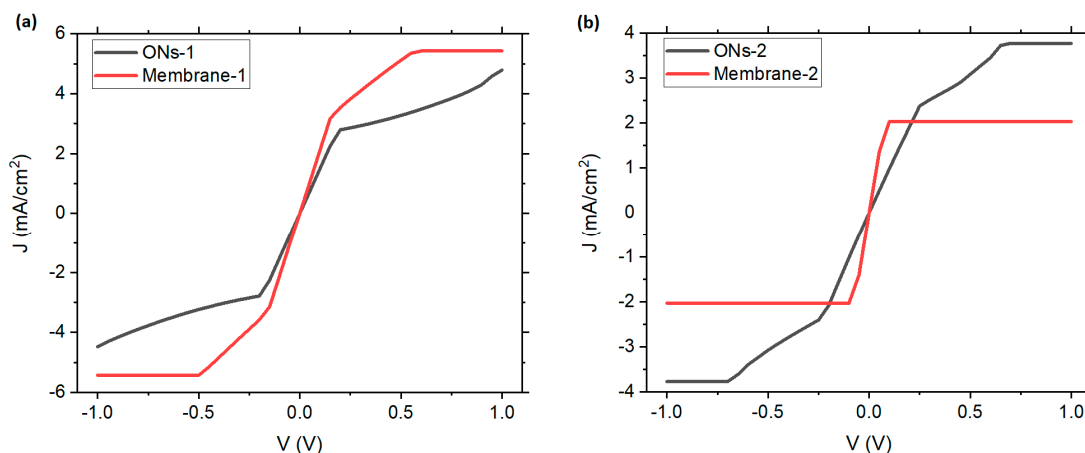 (a)
ONs-1
Membrane-1
6
4
2
0
-2
-4
-6
J (mA/cm²)
-1.0 -0.5 0.0 0.5 1.0
V (V)
(b)
ONs-2
Membrane-2
4
3
2
1
0
-1
-2
-3
-4
J (mA/cm²)
-1.0 -0.5 0.0 0.5 1.0
V (V)